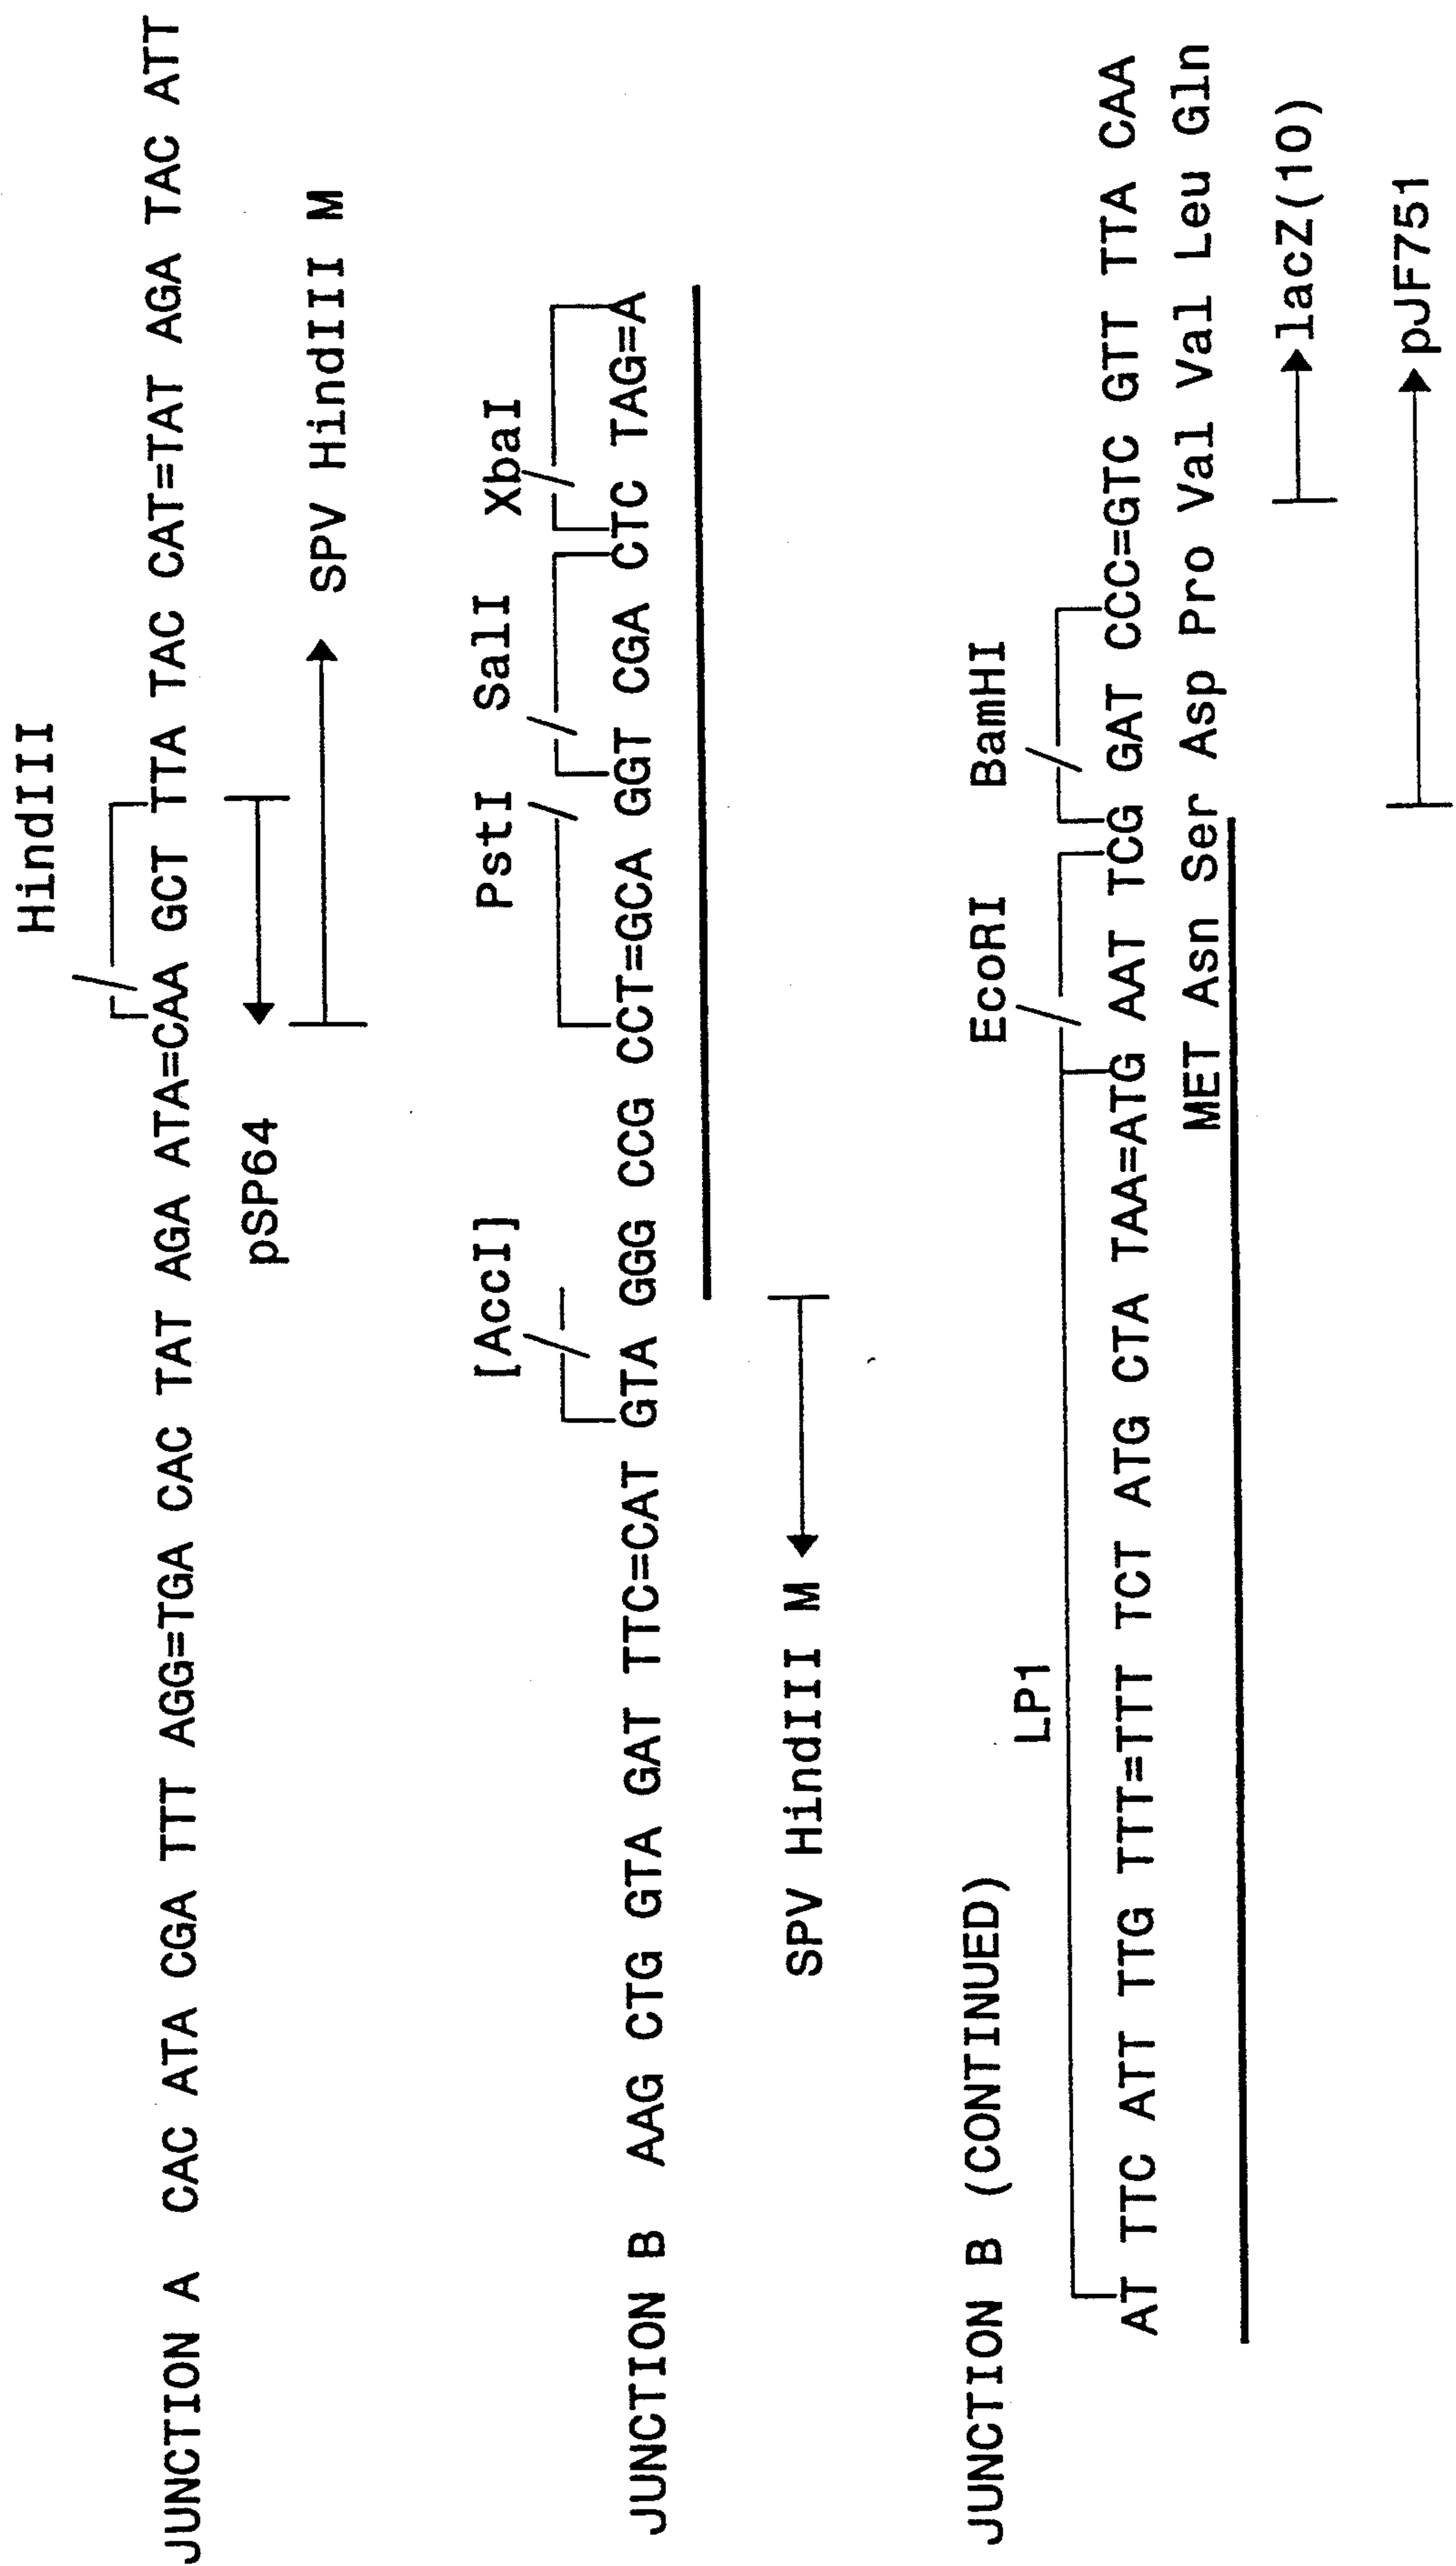 HindIII
JUNCTION A CAC ATA CGA TTT AGG=TGA CAC TAT AGA ATA=CAA GCT TTA TAC CAT=TAT AGA TAC ATT
pSP64
SPV HindIII M
[AccI] PstI SalI XbaI
JUNCTION B AAG CTG GTA GAT TTC=CAT GTA GGG CCG CCT=GCA GGT CGA CTC TAG=A
SPV HindIII M
JUNCTION B (CONTINUED)
LP1 EcoRI BamHI
AT TTC ATT TTG TTT=TTT TCT ATG CTA TAA=ATG AAT TCG GAT CCC=GTC GTT TTA CAA
MET Asn Ser Asp Pro Val Val Leu Gln
lacZ(10)
pJF751